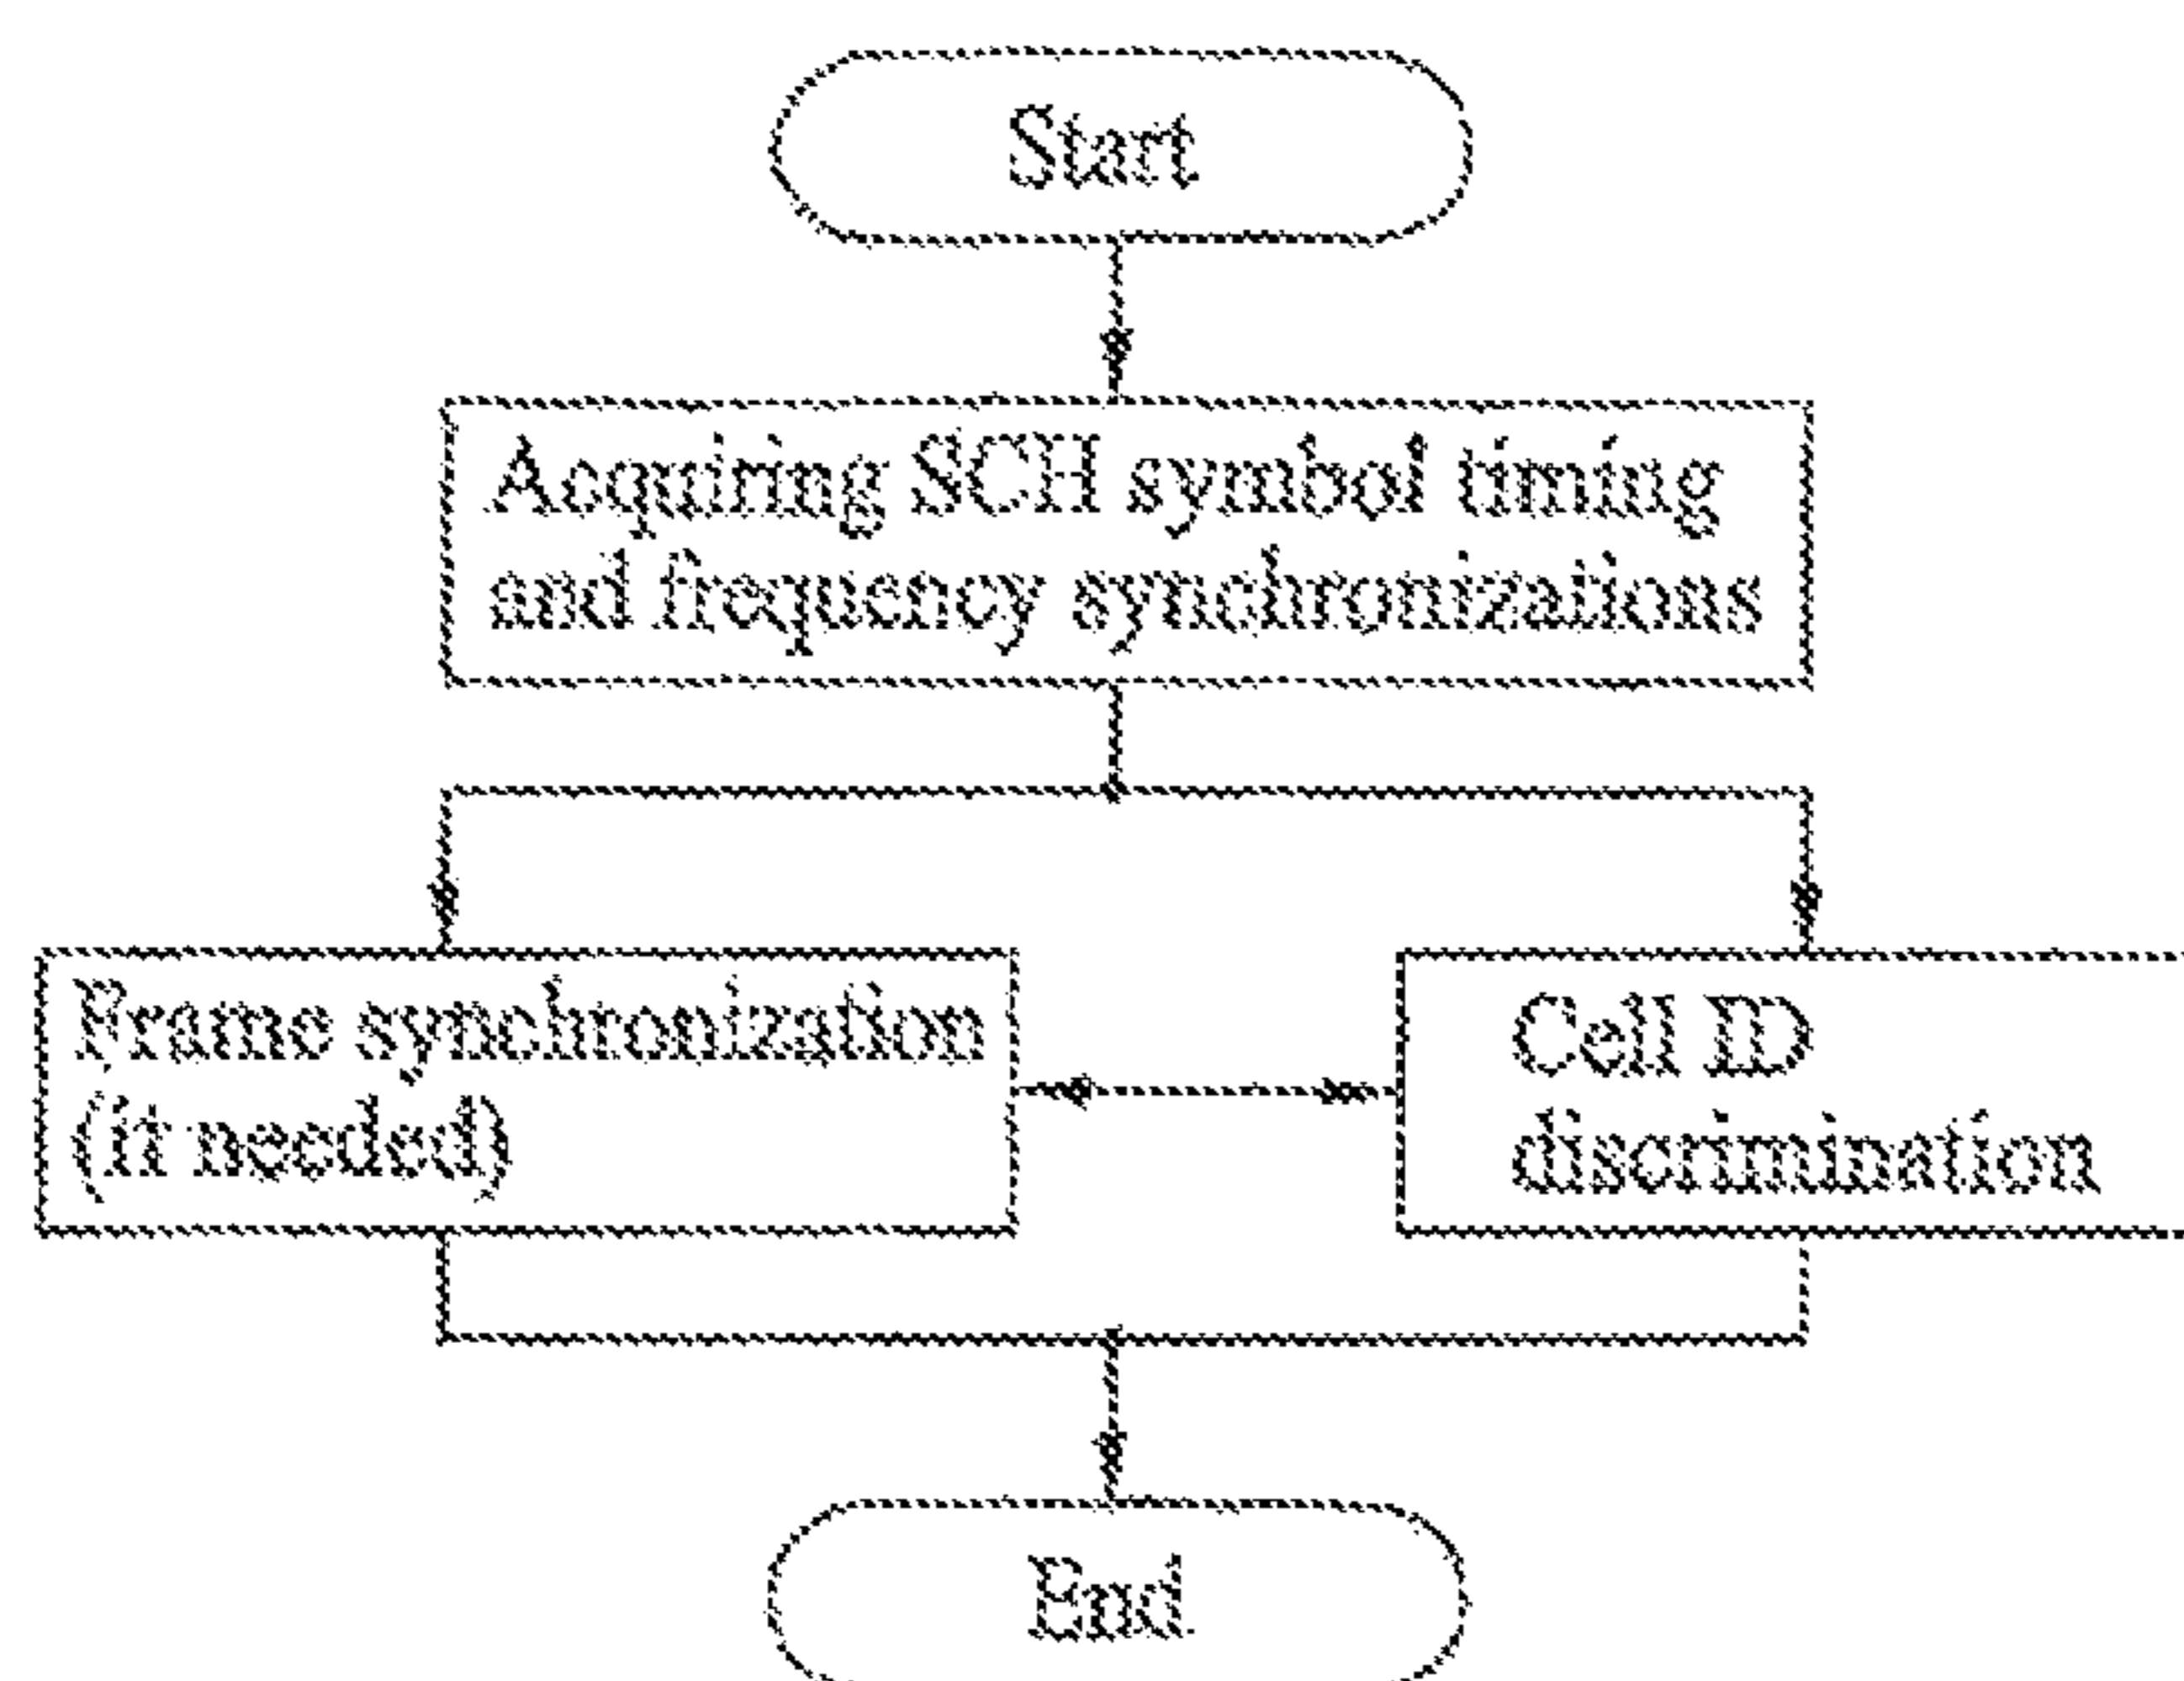 Start
Acquiring SCH symbol timing
and frequency synchronizations
Frame synchronization
(if needed)
Cell ID
discrimination
End